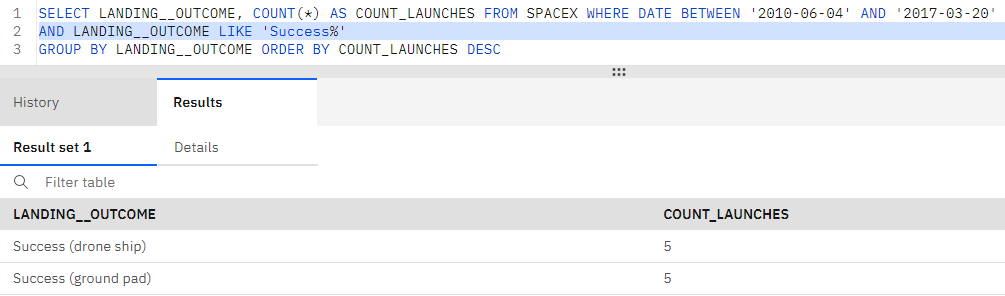 1 SELECT LANDING__OUTCOME, COUNT(*) AS COUNT_LAUNCHES FROM SPACEX WHERE DATE BETWEEN '2010-06-04' AND '2017-03-20'
2 AND LANDING__OUTCOME LIKE 'Success%'
3 GROUP BY LANDING__OUTCOME ORDER BY COUNT_LAUNCHES DESC
History Results
Result set 1 Details
Filter table
LANDING__OUTCOME COUNT_LAUNCHES
Success (drone ship) 5
Success (ground pad) 5